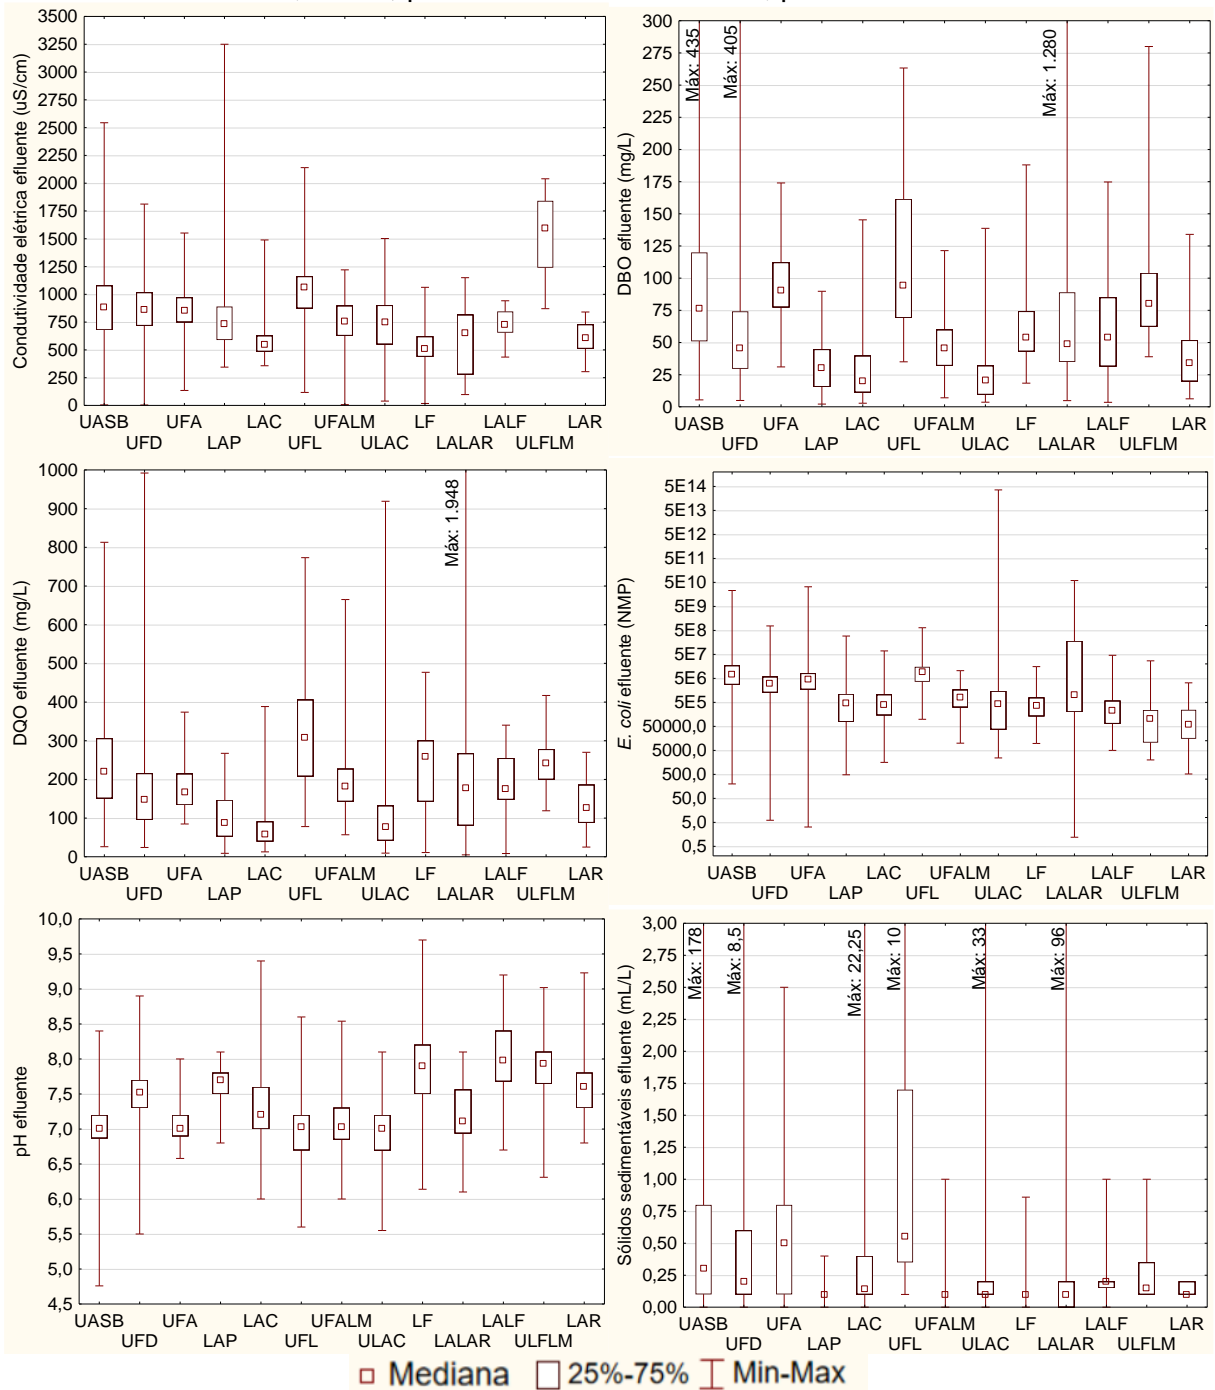 Condutividade elétrica efluente (uS/cm)
3500
3250
3000
2750
2500
2250
2000
1750
1500
1250
1000
750
500
250
0
UASB UFA LAC UFALM LF LALF LAR
UFD LAP UFL ULAC LALAR ULFLM
DBO efluente (mg/L)
300
275
250
225
200
175
150
125
100
75
50
25
0
Máx: 435
Máx: 405
Máx: 1.280
UASB UFA LAC UFALM LF LALF LAR
UFD LAP UFL ULAC LALAR ULFLM
DQO efluente (mg/L)
1000
900
800
700
600
500
400
300
200
100
0
Máx: 1.948
UASB UFA LAC UFALM LF LALF LAR
UFD LAP UFL ULAC LALAR ULFLM
E. coli efluente (NMP)
5E14
5E13
5E12
5E11
5E10
5E9
5E8
5E7
5E6
5E5
50000,0
5000,0
500,0
50,0
5,0
0,5
UASB UFA LAC UFALM LF LALF LAR
UFD LAP UFL ULAC LALAR ULFLM
pH efluente
10,0
9,5
9,0
8,5
8,0
7,5
7,0
6,5
6,0
5,5
5,0
4,5
UASB UFA LAC UFALM LF LALF LAR
UFD LAP UFL ULAC LALAR ULFLM
Sólidos sedimentáveis efluente (mL/L)
3,00
2,75
2,50
2,25
2,00
1,75
1,50
1,25
1,00
0,75
0,50
0,25
0,00
Máx: 178
Máx: 8,5
Máx: 22,25
Máx: 10
Máx: 33
Máx: 96
UASB UFA LAC UFALM LF LALF LAR
UFD LAP UFL ULAC LALAR ULFLM
Mediana 25%-75% Min-Max